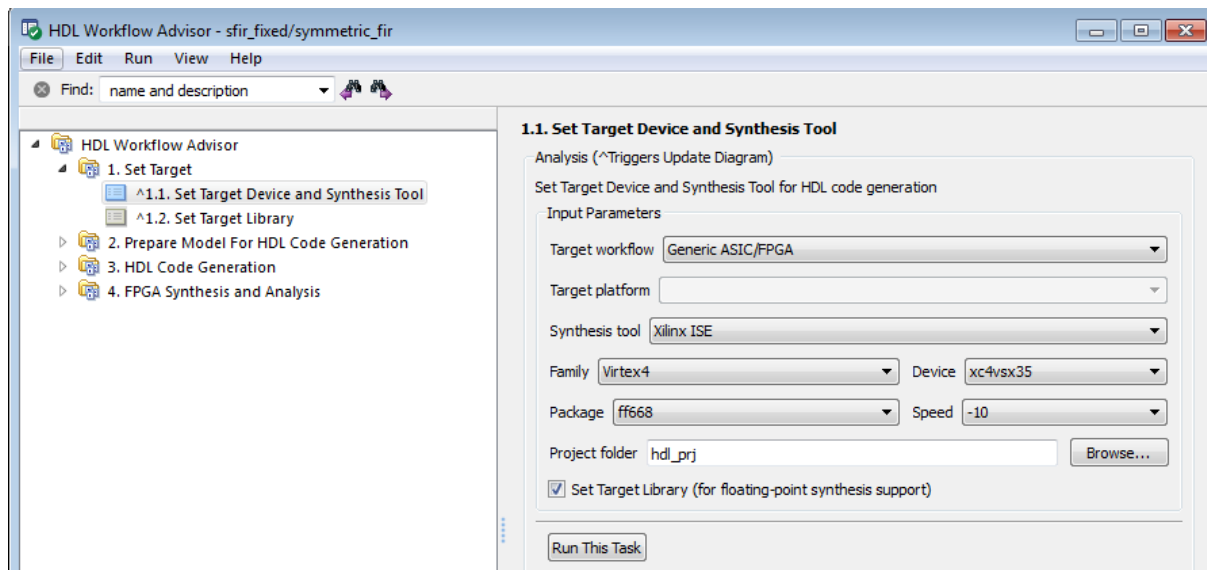 HDL Workflow Advisor - sfir_fixed/symmetric_fir
File Edit Run View Help
Find: name and description
HDL Workflow Advisor
1. Set Target
^1.1. Set Target Device and Synthesis Tool
^1.2. Set Target Library
2. Prepare Model For HDL Code Generation
3. HDL Code Generation
4. FPGA Synthesis and Analysis
1.1. Set Target Device and Synthesis Tool
Analysis (^Triggers Update Diagram)
Set Target Device and Synthesis Tool for HDL code generation
Input Parameters
Target workflow Generic ASIC/FPGA
Target platform
Synthesis tool Xilinx ISE
Family Virtex4 Device xc4vsx35
Package ff668 Speed -10
Project folder hdl_prj Browse...
Set Target Library (for floating-point synthesis support)
Run This Task